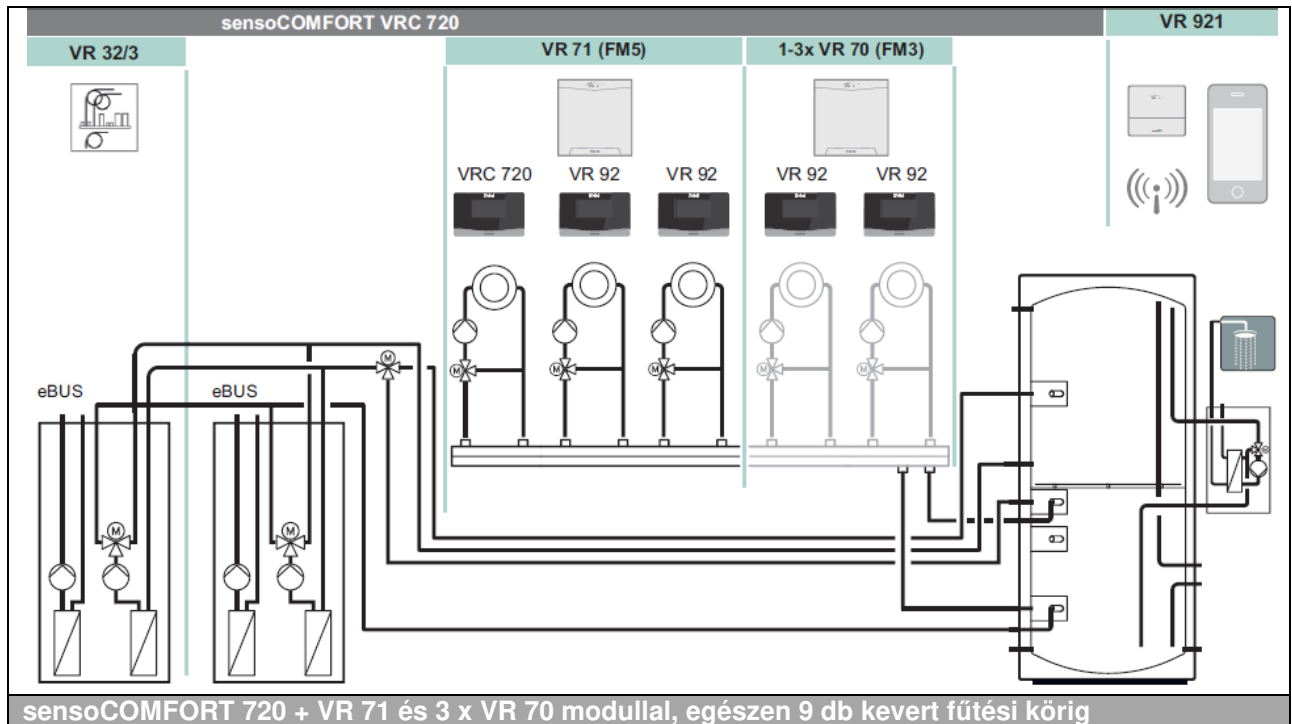 sensoCOMFORT VRC 720
VR 921
VR 32/3
VR 71 (FM5)
1-3x VR 70 (FM3)
VRC 720
VR 92
VR 92
VR 92
VR 92
M
M
M
M
eBUS
eBUS
M
M
sensoCOMFORT 720 + VR 71 és 3 x VR 70 modullal, egészen 9 db kevert fűtési körig